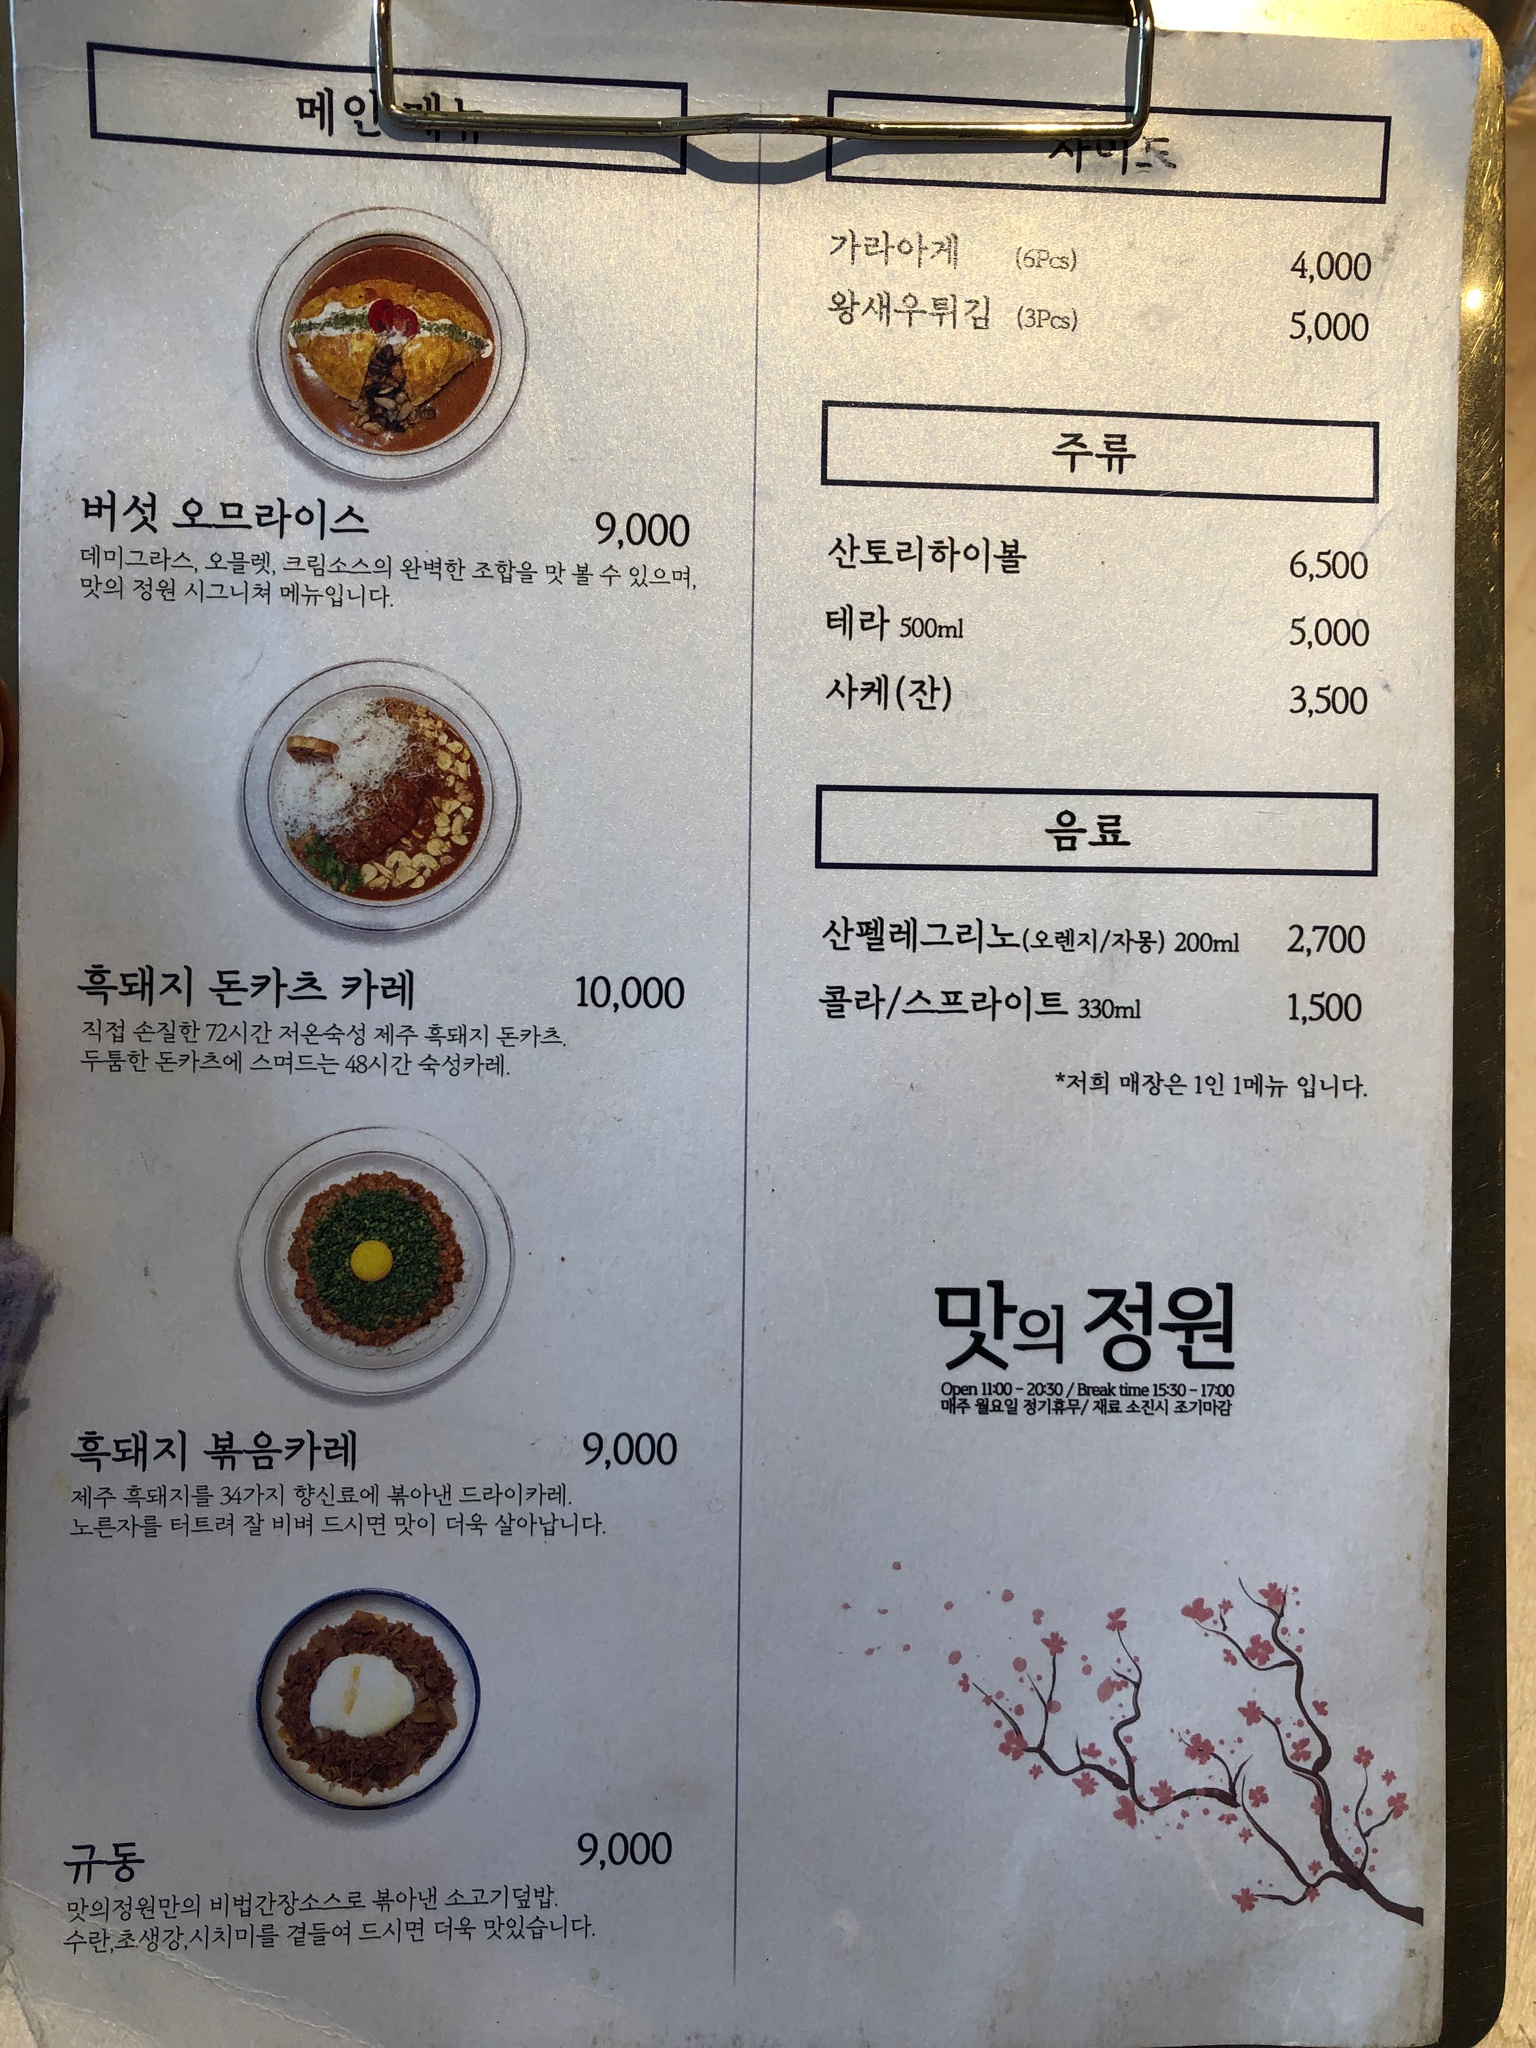 메인 메뉴
버섯 오므라이스 9,000
데미그라스, 오믈렛, 크림소스의 완벽한 조합을 맛 볼 수 있으며,
맛의 정원 시그니쳐 메뉴입니다.
흑돼지 돈카츠 카레 10,000
직접 손질한 72시간 저온숙성 제주 흑돼지 돈카츠.
두툼한 돈카츠에 스며드는 48시간 숙성카레.
흑돼지 볶음카레 9,000
제주 흑돼지를 34가지 향신료에 볶아낸 드라이카레.
노른자를 터트려 잘 비벼 드시면 맛이 더욱 살아납니다.
규동 9,000
맛의정원만의 비법간장소스로 볶아낸 소고기덮밥.
수란,초생강,시치미를 곁들여 드시면 더욱 맛있습니다.
사이드
가라아게 (6Pcs) 4,000
왕새우튀김 (3Pcs) 5,000
주류
산토리하이볼 6,500
테라 500ml 5,000
사케(잔) 3,500
음료
산펠레그리노(오렌지/자몽) 200ml 2,700
콜라/스프라이트 330ml 1,500
*저희 매장은 1인 1메뉴 입니다.
맛의 정원
Open 11:00 - 20:30 / Break time 15:30 - 17:00
매주 월요일 정기휴무/ 재료 소진시 조기마감